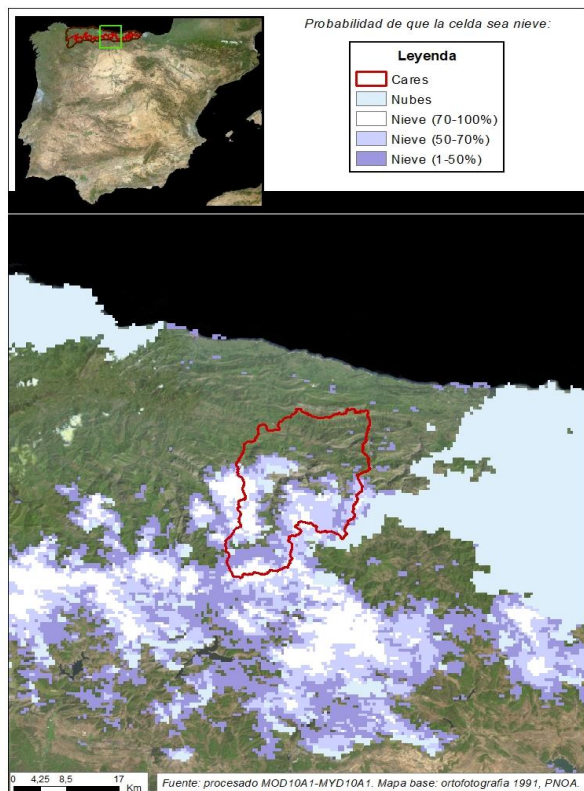 Probabilidad de que la celda sea nieve:
Leyenda
Cares
Nubes
Nieve (70-100%)
Nieve (50-70%)
Nieve (1-50%)
0 4,25 8,5 17
Km
Fuente: procesado MOD10A1-MYD10A1. Mapa base: ortofotografia 1991, PNOA.